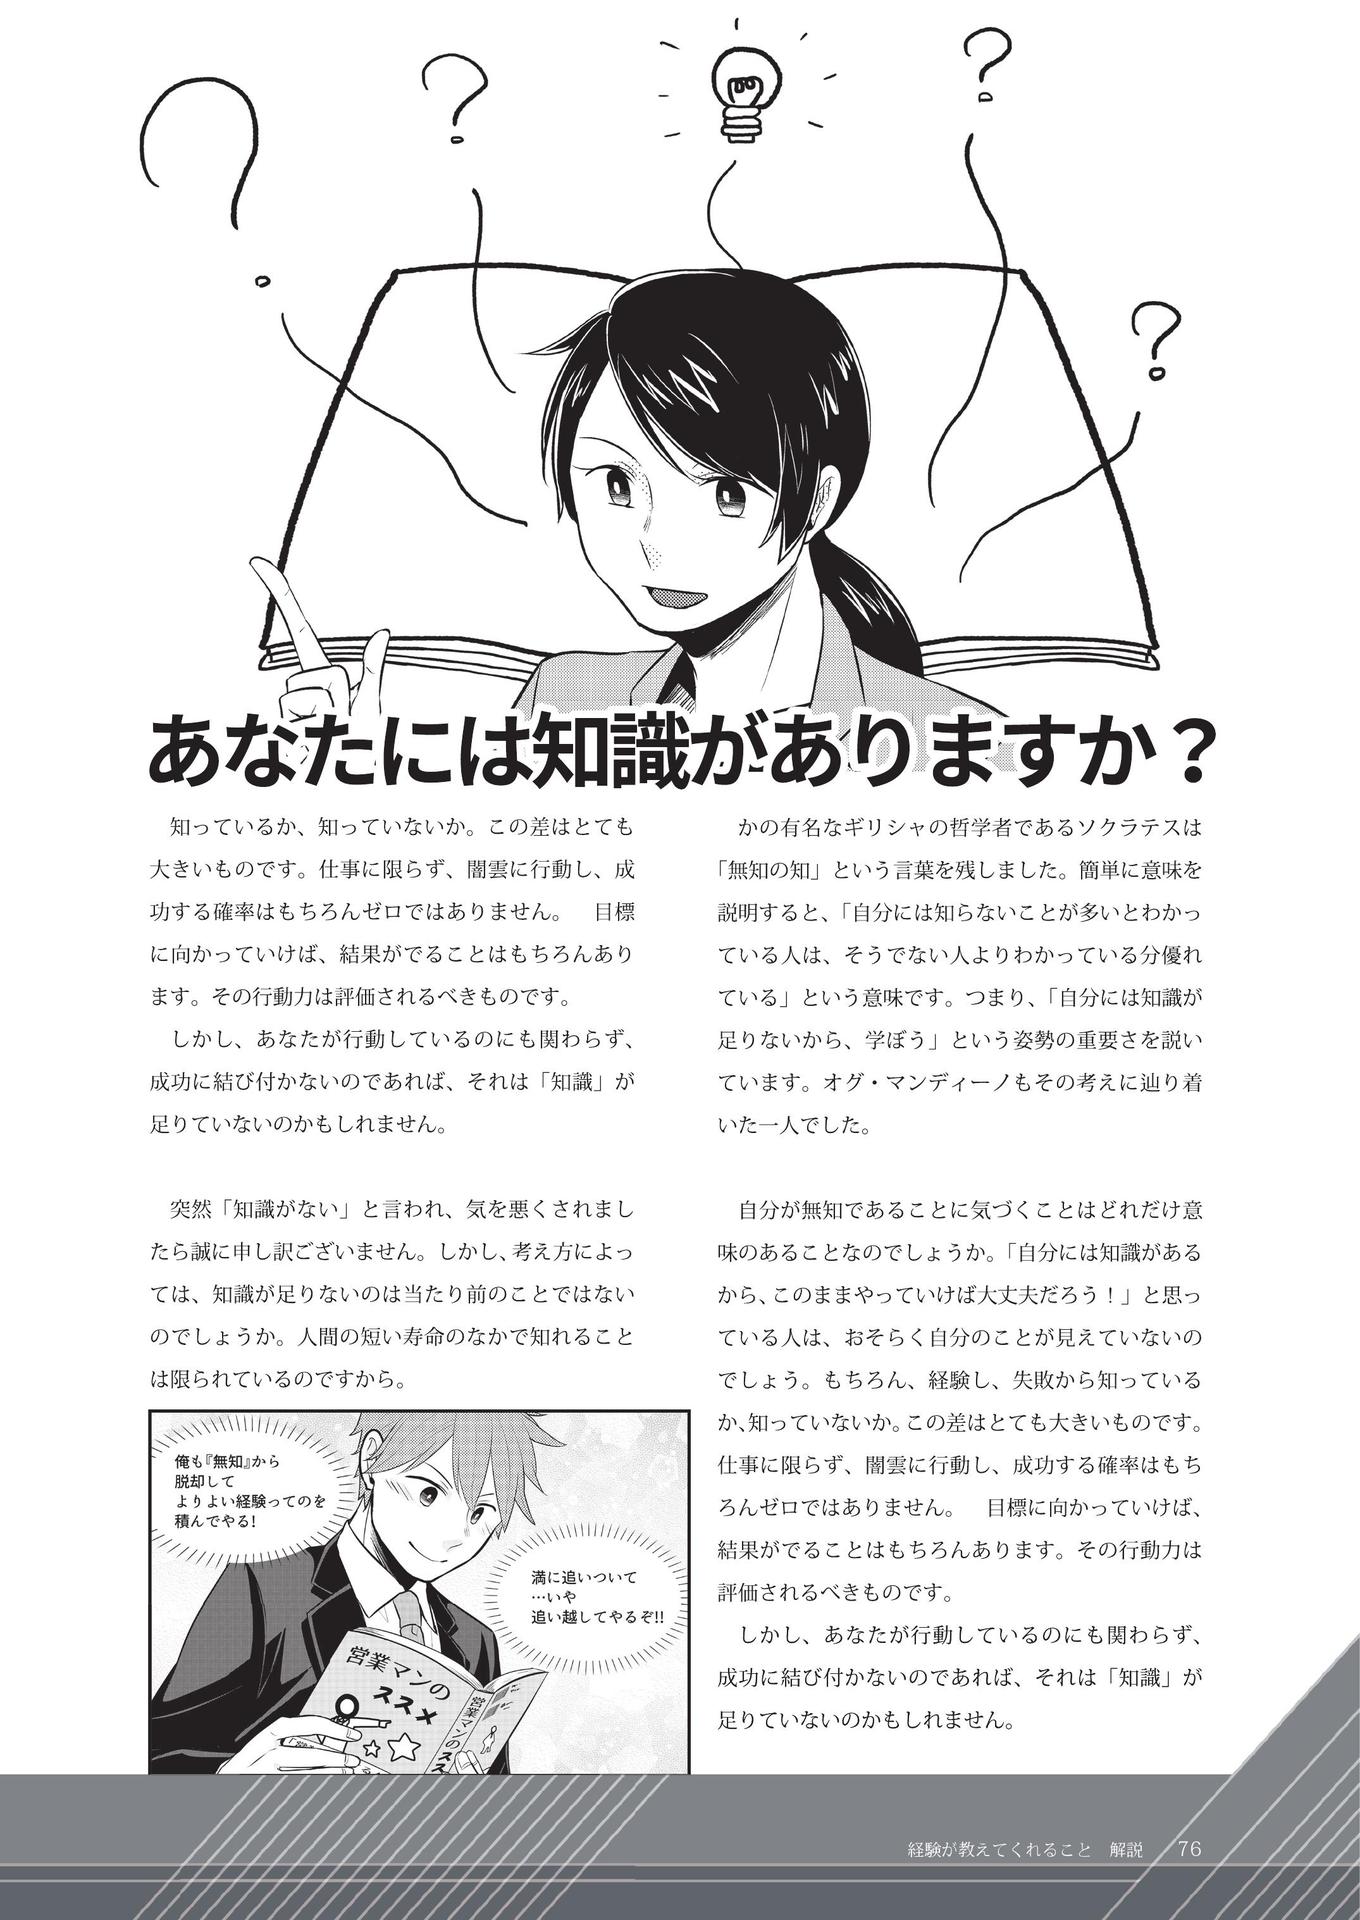 あなたには知識がありますか？
知っているか、知っていないか。この差はとても
大きいものです。仕事に限らず、闇雲に行動し、成
功する確率はもちろんゼロではありません。　目標
に向かっていけば、結果がでることはもちろんあり
ます。その行動力は評価されるべきものです。
しかし、あなたが行動しているのにも関わらず、
成功に結び付かないのであれば、それは「知識」が
足りていないのかもしれません。
突然「知識がない」と言われ、気を悪くされまし
たら誠に申し訳ございません。しかし、考え方によっ
ては、知識が足りないのは当たり前のことではない
のでしょうか。人間の短い寿命のなかで知れること
は限られているのですから。
俺も『無知』から
脱却して
よりよい経験ってのを
積んでやる!
満に追いついて
…いや
追い越してやるぞ!!
営業マンの
ススメ
営業マンのスス
かの有名なギリシャの哲学者であるソクラテスは
「無知の知」という言葉を残しました。簡単に意味を
説明すると、「自分には知らないことが多いとわかっ
ている人は、そうでない人よりわかっている分優れ
ている」という意味です。つまり、「自分には知識が
足りないから、学ぼう」という姿勢の重要さを説い
ています。オグ・マンディーノもその考えに辿り着
いた一人でした。
自分が無知であることに気づくことはどれだけ意
味のあることなのでしょうか。「自分には知識がある
から、このままやっていけば大丈夫だろう！」と思っ
ている人は、おそらく自分のことが見えていないの
でしょう。もちろん、経験し、失敗から知っている
か、知っていないか。この差はとても大きいものです。
仕事に限らず、闇雲に行動し、成功する確率はもち
ろんゼロではありません。　目標に向かっていけば、
結果がでることはもちろんあります。その行動力は
評価されるべきものです。
しかし、あなたが行動しているのにも関わらず、
成功に結び付かないのであれば、それは「知識」が
足りていないのかもしれません。
経験が教えてくれること　解説　76